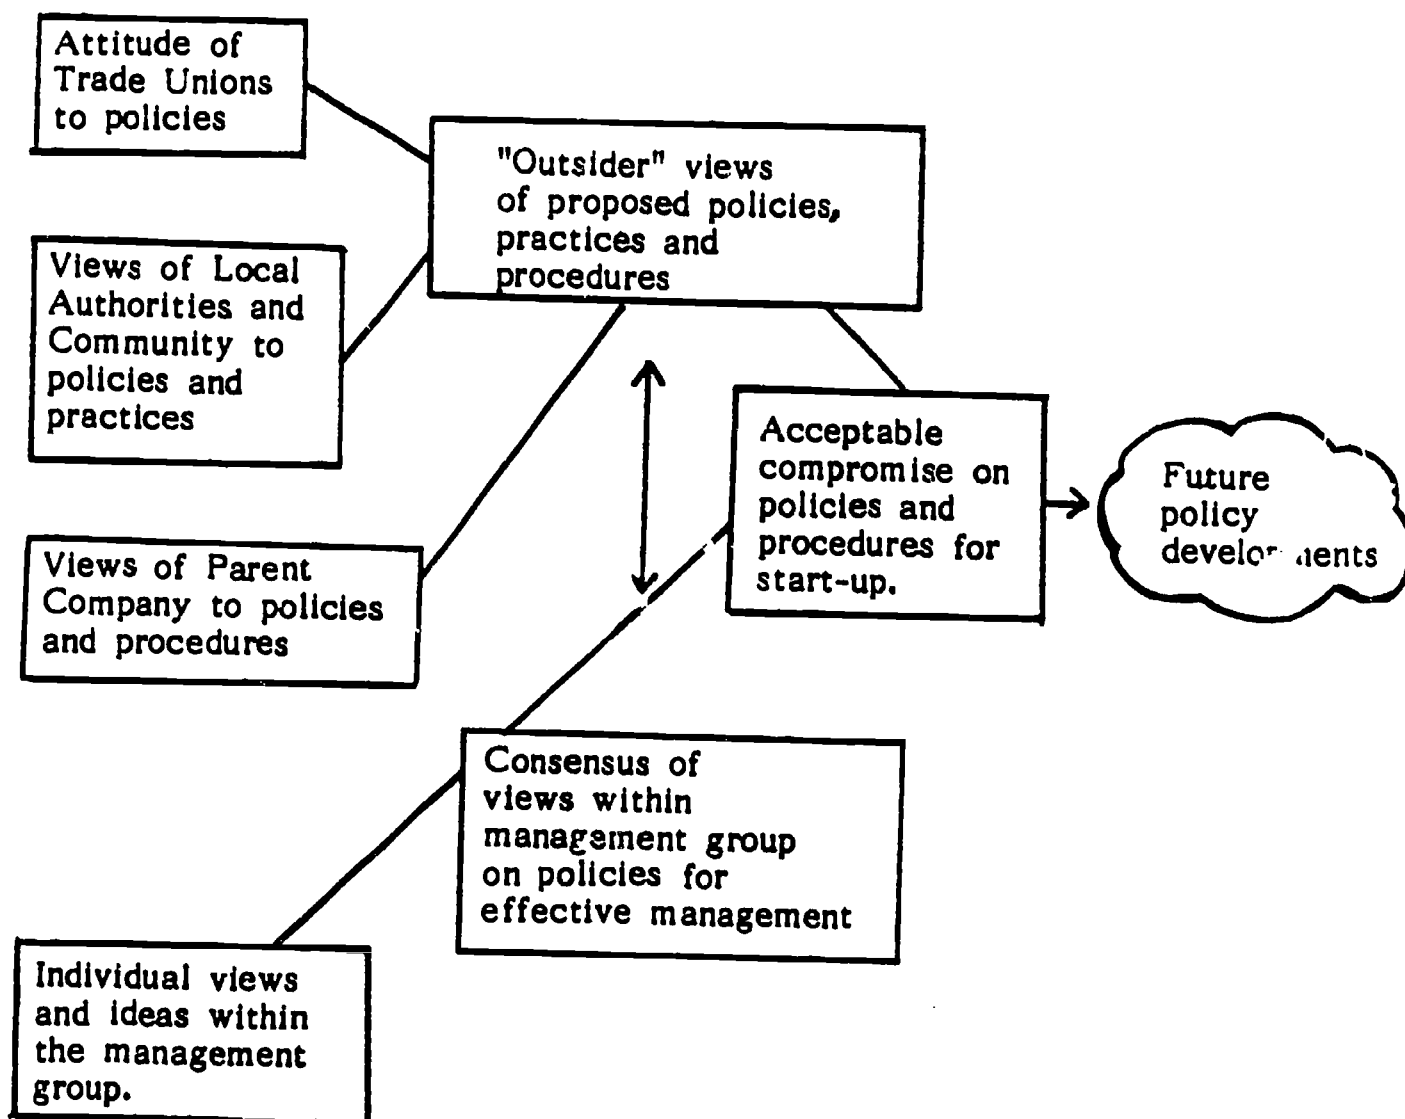 Attitude of
Trade Unions
to policies
"Outsider" views
of proposed policies,
practices and
procedures
Views of Local
Authorities and
Community to
policies and
practices
Acceptable
compromise on
policies and
procedures for
start-up.
Future
policy
Views of Parent
Company to policies
and procedures
Consensus of
views within
management group
on policies for
effective management
Individual views
and ideas within
the management
group.